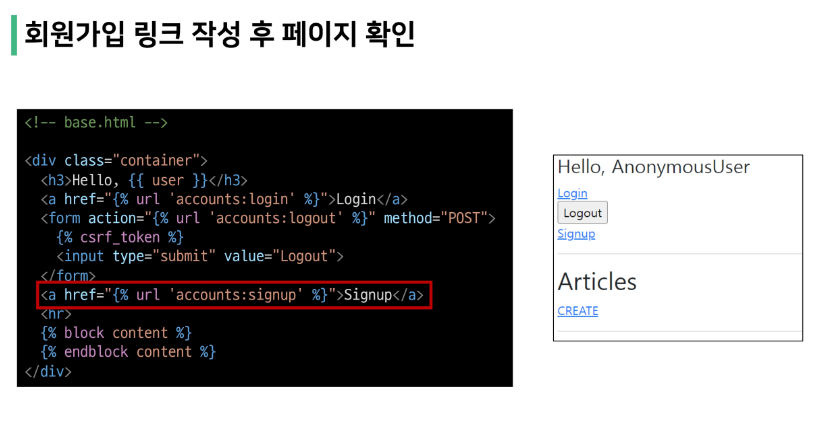 회원가입 링크 작성 후 페이지 확인
<!-- base.html -->
<div class="container">
<h3>Hello, {{ user }}</h3>
<a href="{% url 'accounts:login' %}">Login</a>
<form action="{% url 'accounts:logout' %}" method="POST">
{% csrf_token %}
<input type="submit" value="Logout">
</form>
<a href="{% url 'accounts:signup' %}">Signup</a>
<hr>
{% block content %}
{% endblock content %}
</div>
Hello, AnonymousUser
Login
Logout
Signup
Articles
CREATE